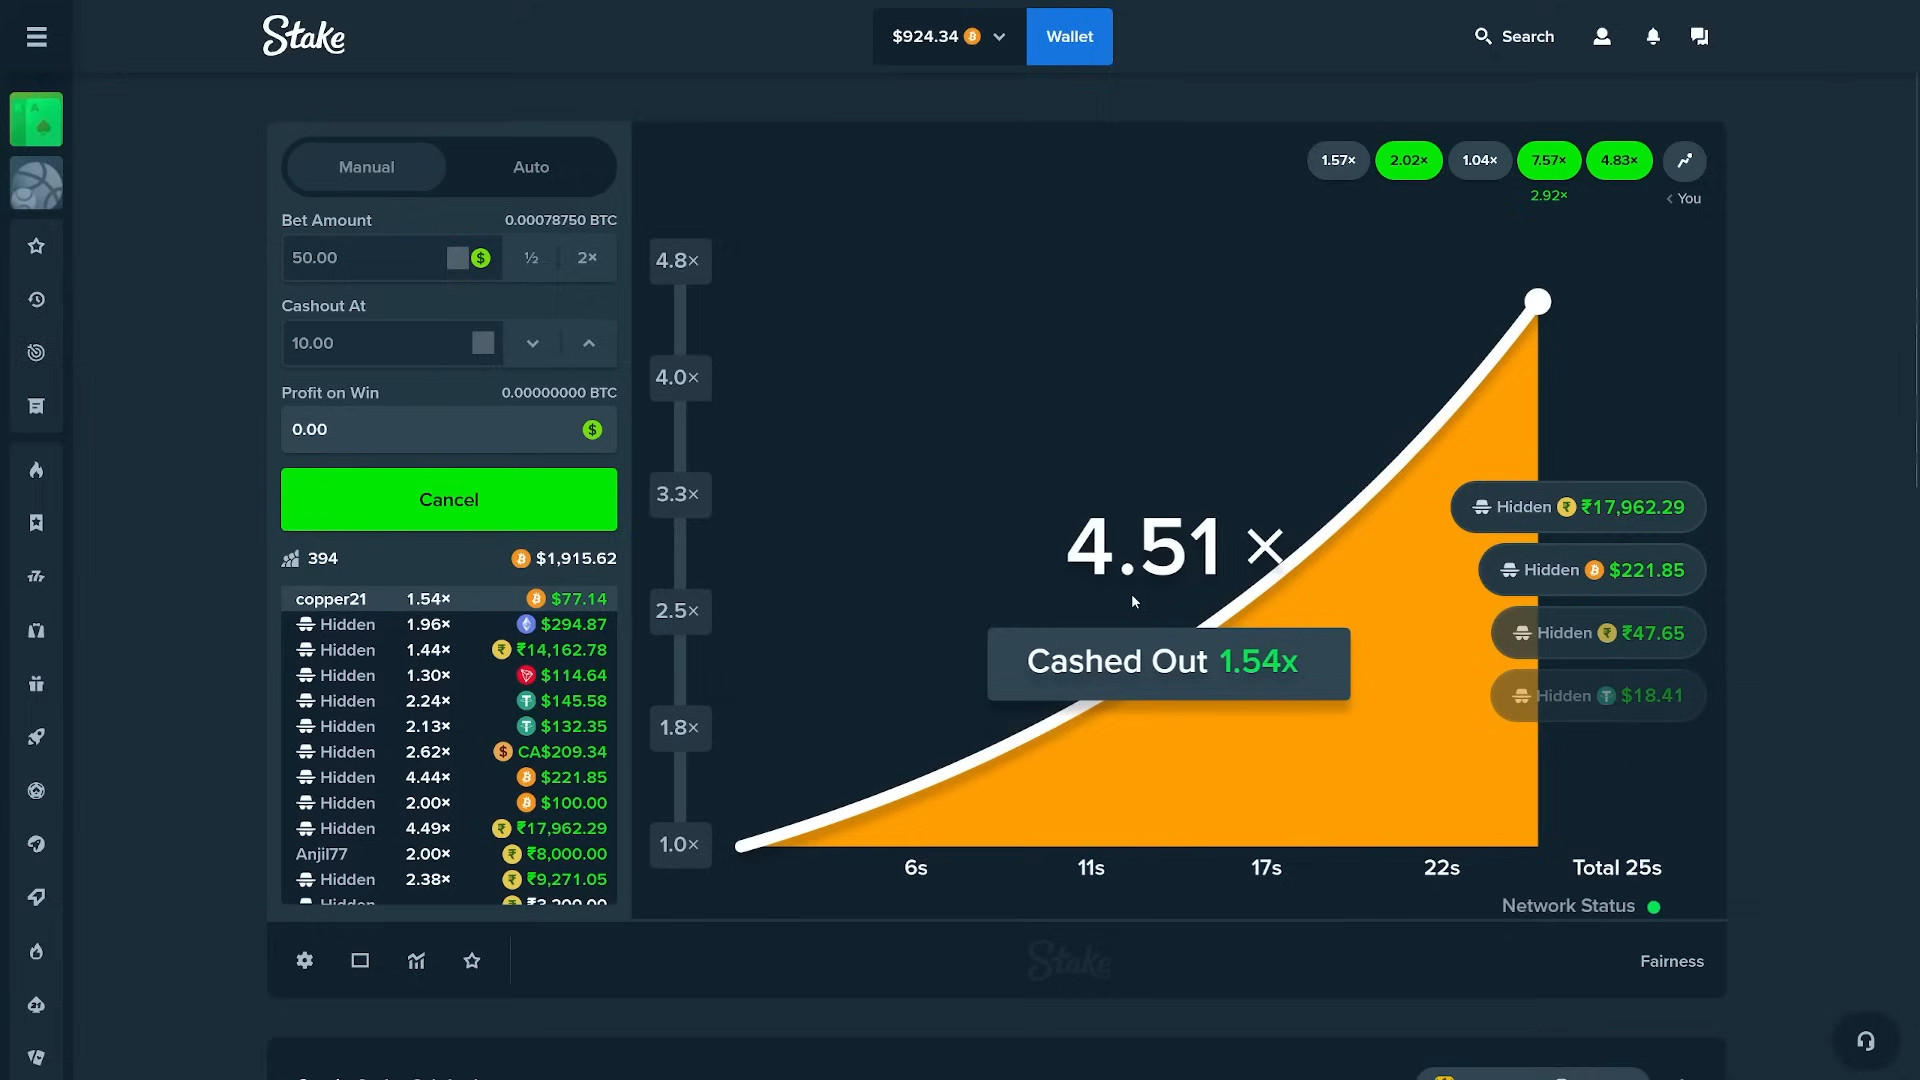 Stake
$924.34
Wallet
Search
Manual
Auto
Bet Amount
0.00078750 BTC
50.00
$
½
2×
Cashout At
10.00
Profit on Win
0.00000000 BTC
0.00
$
Cancel
394
$1,915.62
copper21 1.54× $77.14
Hidden 1.96× $294.87
Hidden 1.44× ₹14,162.78
Hidden 1.30× $114.64
Hidden 2.24× $145.58
Hidden 2.13× $132.35
Hidden 2.62× CA$209.34
Hidden 4.44× $221.85
Hidden 2.00× $100.00
Hidden 4.49× ₹17,962.29
Anjil77 2.00× ₹8,000.00
Hidden 2.38× ₹9,271.05
Hidden ₹3,200.00
1.57× 2.02× 1.04× 7.57× 4.83×
2.92×
< You
4.8×
4.0×
3.3×
2.5×
1.8×
1.0×
4.51 ×
Cashed Out 1.54x
Hidden ₹17,962.29
Hidden $221.85
Hidden ₹47.65
Hidden $18.41
6s 11s 17s 22s Total 25s
Network Status
Stake
Fairness